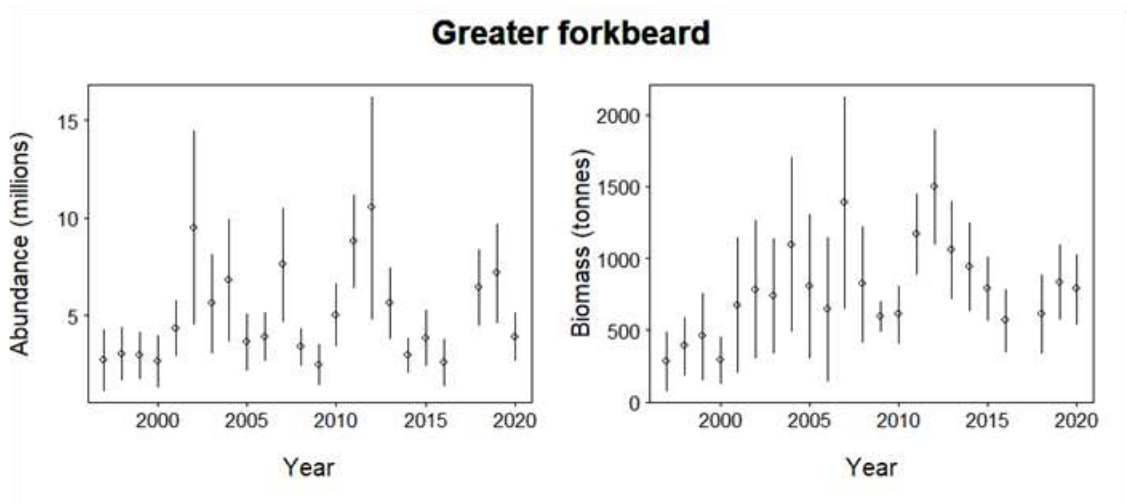 Greater forkbeard
Abundance (millions)
15
10
5
2000 2005 2010 2015 2020
Year
Biomass (tonnes)
2000
1500
1000
500
0
2000 2005 2010 2015 2020
Year